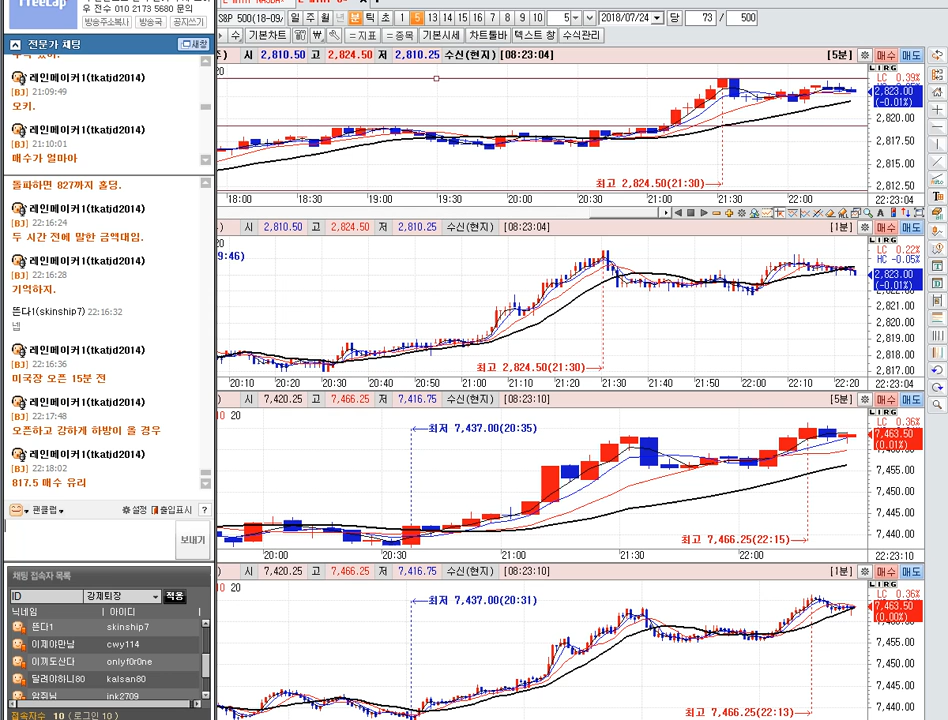 FreeCap
우 전수 010 2173 5680 문의
방송주소복사 방송국 공지쓰기
전문가 채팅 새창
레인메이커1(tkatjd2014)
[BJ] 21:09:49
오키.
레인메이커1(tkatjd2014)
[BJ] 21:10:01
매수가 얼마아
돌파하면 827까지 홀딩.
레인메이커1(tkatjd2014)
[BJ] 22:16:24
두 시간 전에 말한 금액대임.
레인메이커1(tkatjd2014)
[BJ] 22:16:28
기억하지.
뜬다1(skinship7) 22:16:32
넵
레인메이커1(tkatjd2014)
[BJ] 22:16:36
미국장 오픈 15분 전
레인메이커1(tkatjd2014)
[BJ] 22:17:48
오픈하고 강하게 하방이 올 경우
레인메이커1(tkatjd2014)
[BJ] 22:18:02
817.5 매수 유리
팬클럽 설정 출입표시 ?
보내기
채팅 접속자 목록
ID 강제퇴장 적용
닉네임 아이디
뜬다1 skinship7
이제야만남 cwy114
이끼도산다 onlyf0r0ne
달려야하니80 kalsan80
ink2709
접속자수 10 (로그인 10)
S&P 500(18-09) 일 주 월 년 분 틱 초 1 5 13 14 15 16 7 8 9 10 5 2018/07/24 당 73 / 500
수 기본차트 ₩ =지표 =종목 기본시세 차트툴바 텍스트 창 수식관리
시 2,810.50 고 2,824.50 저 2,810.25 수신(현지) [08:23:04] [5분] 매수 매도
20
LIRG
LC 0.39%
2,823.00
(-0.01%)
2,820.00
2,817.50
2,815.00
2,812.50
최고 2,824.50(21:30)
18:00 18:30 19:00 19:30 20:00 20:30 21:00 21:30 22:00 22:23:04
시 2,810.50 고 2,824.50 저 2,810.25 수신(현지) [08:23:04] [1분] 매수 매도
20
9:46)
LIRG
LC 0.22%
HC -0.05%
2,823.00
(-0.01%)
2,821.00
2,820.00
2,819.00
2,818.00
2,817.00
최고 2,824.50(21:30)
20:10 20:20 20:30 20:40 20:50 21:00 21:10 21:20 21:30 21:40 21:50 22:00 22:10 22:20 22:23:04
시 7,420.25 고 7,466.25 저 7,416.75 수신(현지) [08:23:10] [5분] 매수 매도
10 20
LIRG
LC 0.36%
최저 7,437.00(20:35)
7,463.50
(0.01%)
7,455.00
7,450.00
7,445.00
7,440.00
최고 7,466.25(22:15)
20:00 20:30 21:00 21:30 22:00 22:23:10
시 7,420.25 고 7,466.25 저 7,416.75 수신(현지) [08:23:10] [1분] 매수 매도
10 20
LIRG
LC 0.36%
최저 7,437.00(20:31)
7,463.50
(0.00%)
7,455.00
7,450.00
7,445.00
7,440.00
최고 7,466.25(22:13)